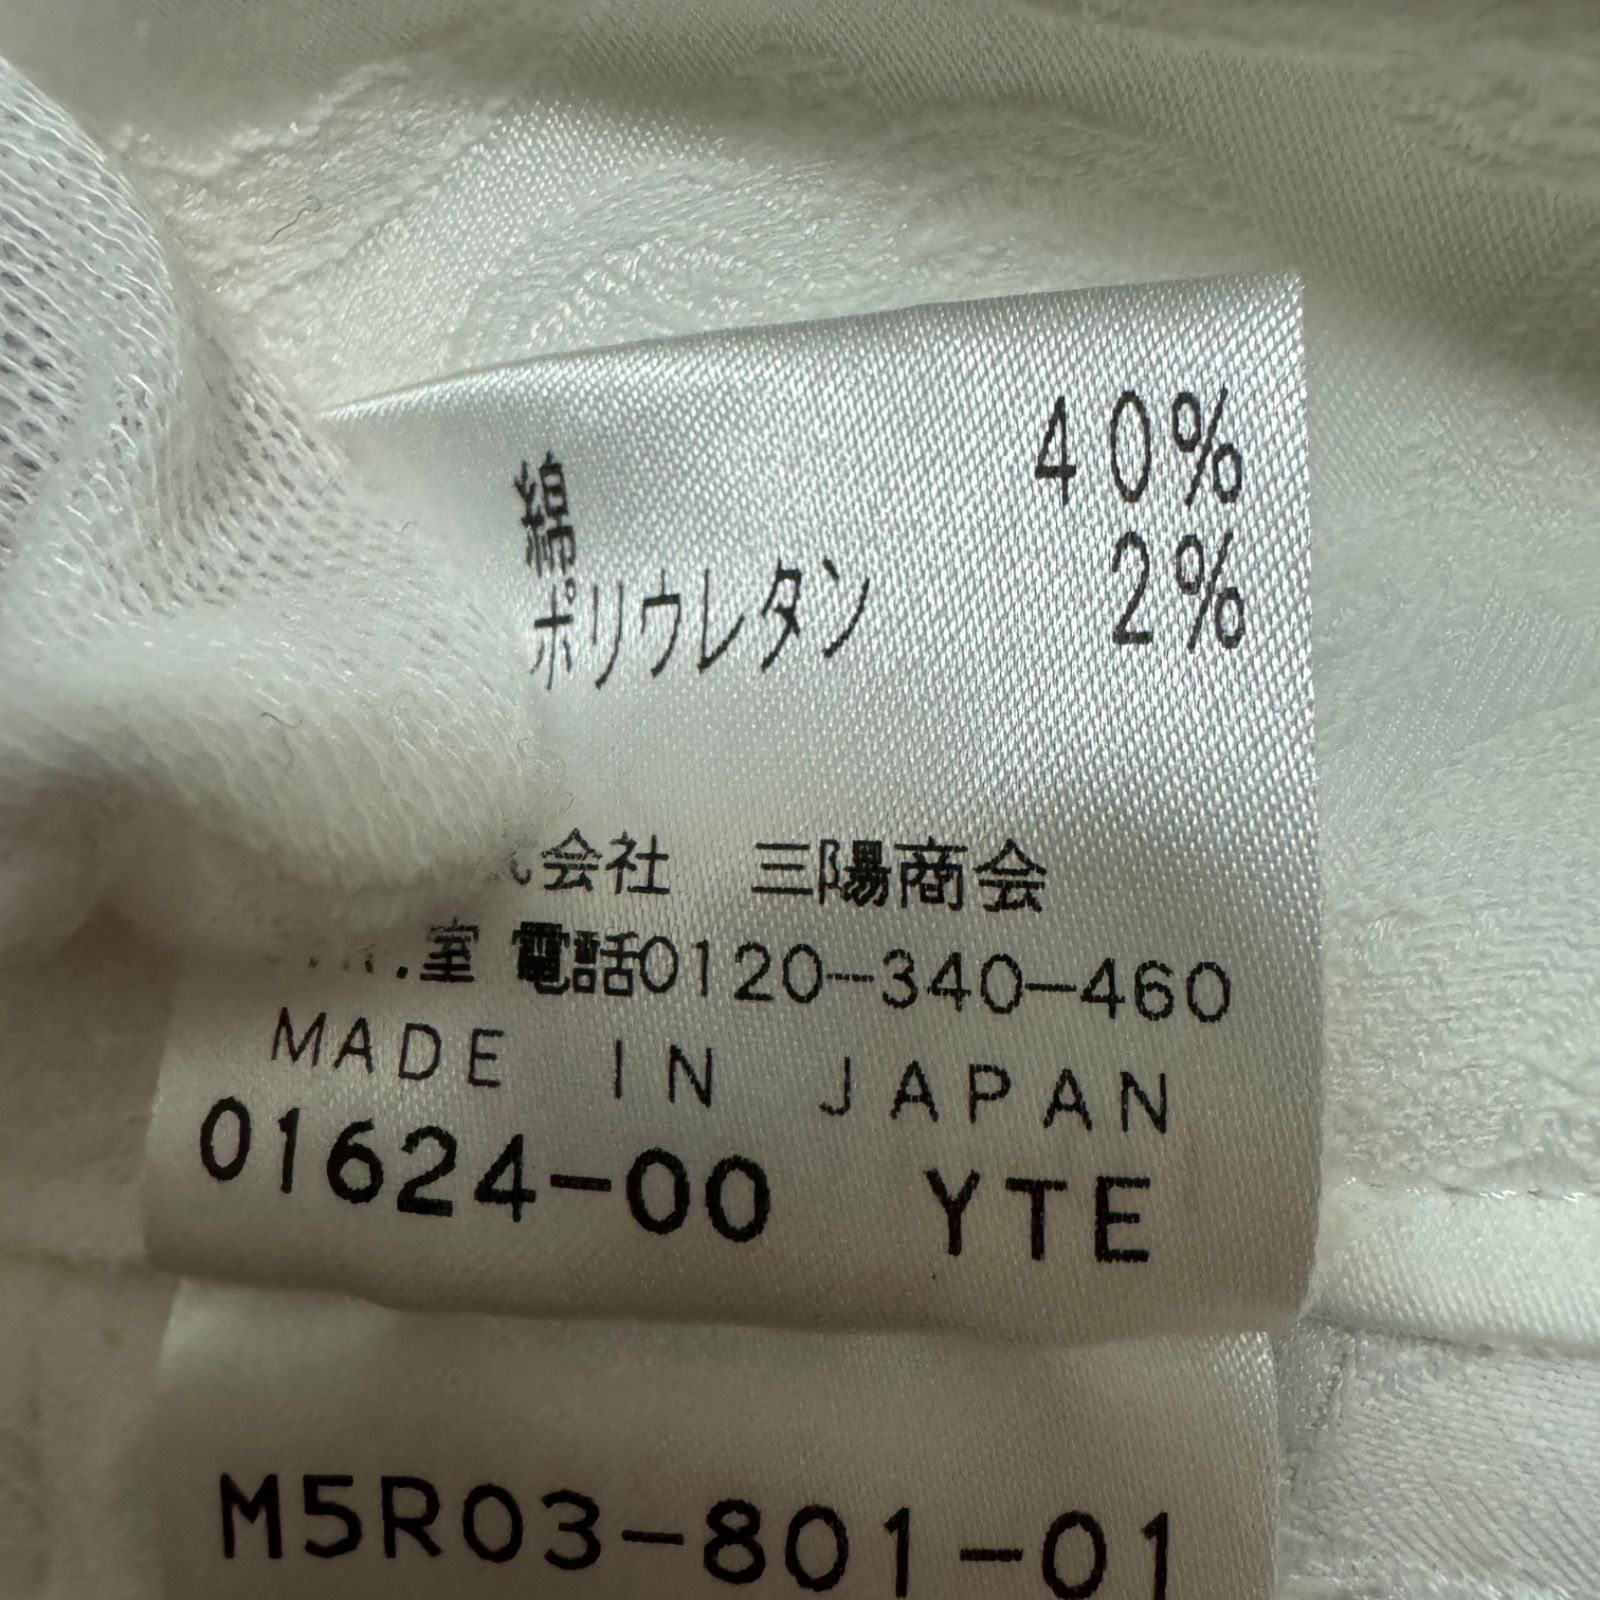 綿 40%
ポリウレタン 2%
会社 三陽商会
室 電話0120-340-460
MADE IN JAPAN
01624-00 YTE
M5R03-801-01